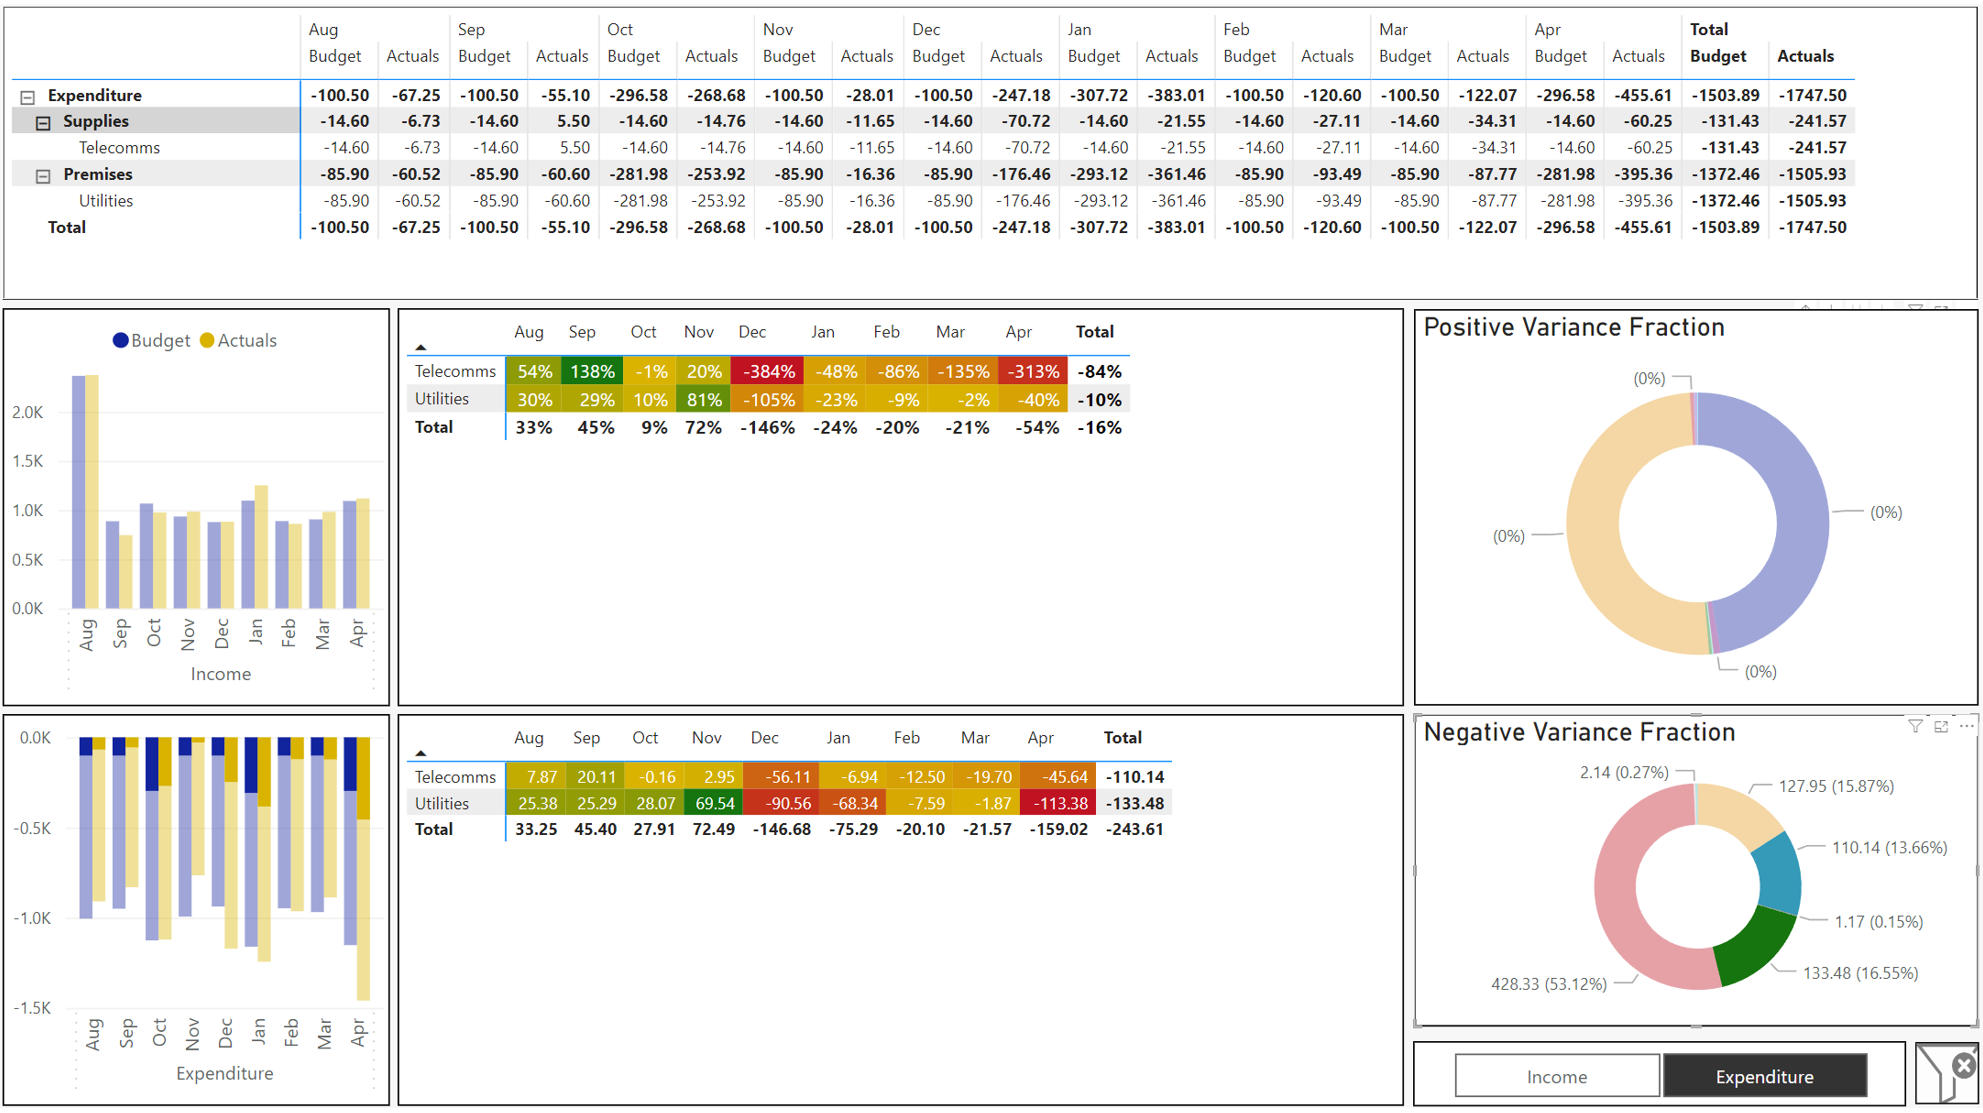 Aug Sep Oct Nov Dec Jan Feb Mar Apr Total
Budget Actuals Budget Actuals Budget Actuals Budget Actuals Budget Actuals Budget Actuals Budget Actuals Budget Actuals Budget Actuals Budget Actuals
Expenditure -100.50 -67.25 -100.50 -55.10 -296.58 -268.68 -100.50 -28.01 -100.50 -247.18 -307.72 -383.01 -100.50 -120.60 -100.50 -122.07 -296.58 -455.61 -1503.89 -1747.50
Supplies -14.60 -6.73 -14.60 5.50 -14.60 -14.76 -14.60 -11.65 -14.60 -70.72 -14.60 -21.55 -14.60 -27.11 -14.60 -34.31 -14.60 -60.25 -131.43 -241.57
Telecomms -14.60 -6.73 -14.60 5.50 -14.60 -14.76 -14.60 -11.65 -14.60 -70.72 -14.60 -21.55 -14.60 -27.11 -14.60 -34.31 -14.60 -60.25 -131.43 -241.57
Premises -85.90 -60.52 -85.90 -60.60 -281.98 -253.92 -85.90 -16.36 -85.90 -176.46 -293.12 -361.46 -85.90 -93.49 -85.90 -87.77 -281.98 -395.36 -1372.46 -1505.93
Utilities -85.90 -60.52 -85.90 -60.60 -281.98 -253.92 -85.90 -16.36 -85.90 -176.46 -293.12 -361.46 -85.90 -93.49 -85.90 -87.77 -281.98 -395.36 -1372.46 -1505.93
Total -100.50 -67.25 -100.50 -55.10 -296.58 -268.68 -100.50 -28.01 -100.50 -247.18 -307.72 -383.01 -100.50 -120.60 -100.50 -122.07 -296.58 -455.61 -1503.89 -1747.50
Budget Actuals
2.0K
1.5K
1.0K
0.5K
0.0K
Aug Sep Oct Nov Dec Jan Feb Mar Apr
Income
Aug Sep Oct Nov Dec Jan Feb Mar Apr Total
Telecomms 54% 138% -1% 20% -384% -48% -86% -135% -313% -84%
Utilities 30% 29% 10% 81% -105% -23% -9% -2% -40% -10%
Total 33% 45% 9% 72% -146% -24% -20% -21% -54% -16%
Positive Variance Fraction
(0%)
(0%)
(0%)
(0%)
0.0K
-0.5K
-1.0K
-1.5K
Aug Sep Oct Nov Dec Jan Feb Mar Apr
Expenditure
Aug Sep Oct Nov Dec Jan Feb Mar Apr Total
Telecomms 7.87 20.11 -0.16 2.95 -56.11 -6.94 -12.50 -19.70 -45.64 -110.14
Utilities 25.38 25.29 28.07 69.54 -90.56 -68.34 -7.59 -1.87 -113.38 -133.48
Total 33.25 45.40 27.91 72.49 -146.68 -75.29 -20.10 -21.57 -159.02 -243.61
Negative Variance Fraction
2.14 (0.27%)
127.95 (15.87%)
110.14 (13.66%)
1.17 (0.15%)
133.48 (16.55%)
428.33 (53.12%)
Income Expenditure